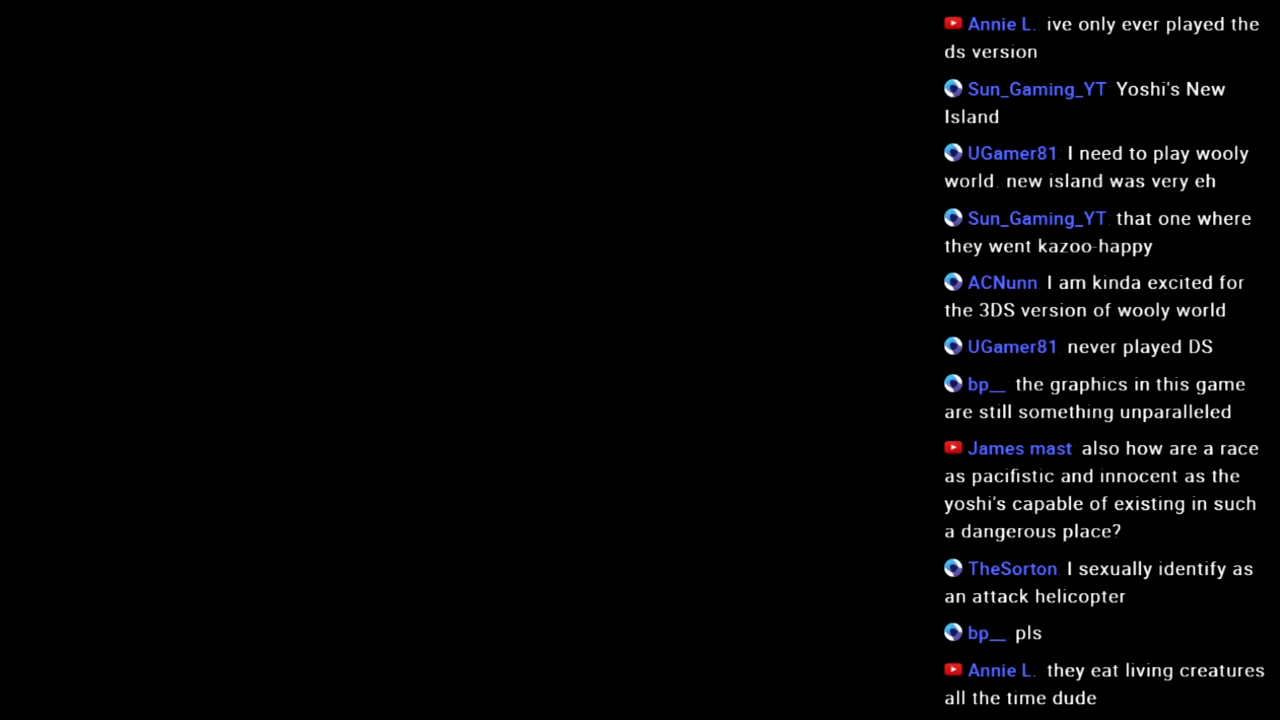 Annie L. ive only ever played the
ds version
Sun_Gaming_YT Yoshi's New
Island
UGamer81 I need to play wooly
world. new island was very eh
Sun_Gaming_YT that one where
they went kazoo-happy
ACNunn I am kinda excited for
the 3DS version of wooly world
UGamer81 never played DS
bp__ the graphics in this game
are still something unparalleled
James mast also how are a race
as pacifistic and innocent as the
yoshi's capable of existing in such
a dangerous place?
TheSorton I sexually identify as
an attack helicopter
bp__ pls
Annie L. they eat living creatures
all the time dude